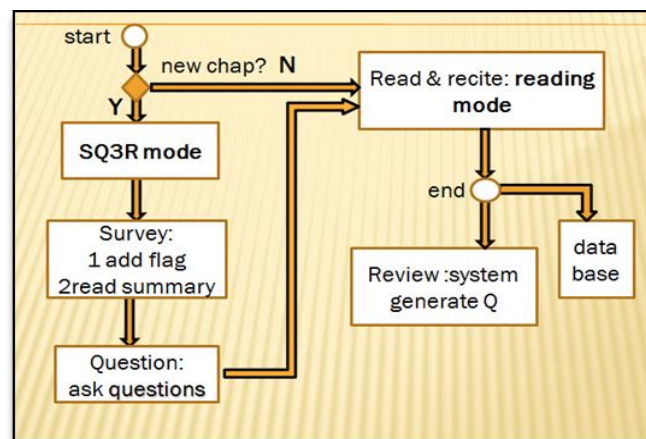 start
new chap? N
Y
SQ3R mode
Survey:
1 add flag
2read summary
Question:
ask questions
Read & recite: reading
mode
end
Review :system
generate Q
data
base